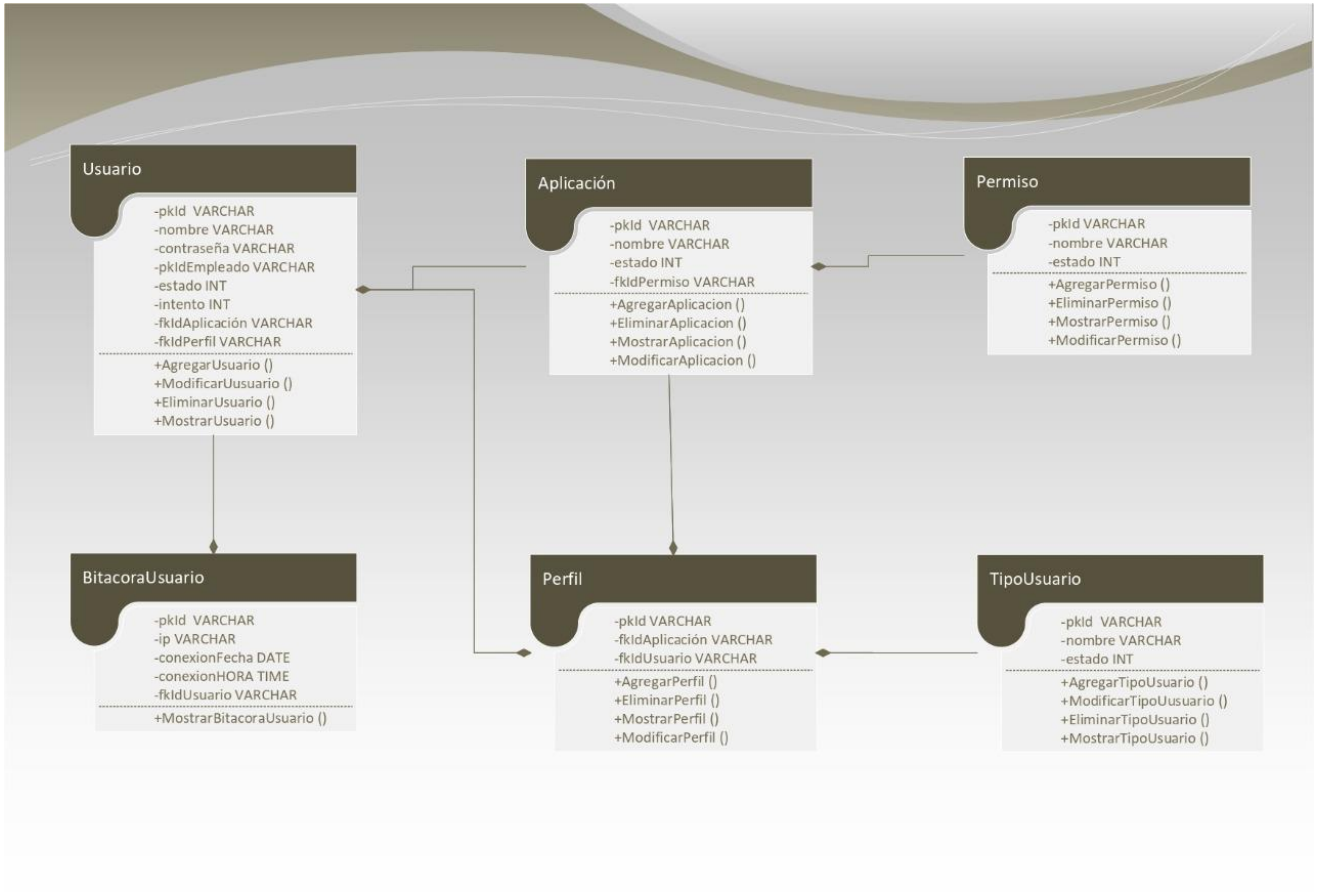 Usuario
-pkId VARCHAR
-nombre VARCHAR
-contraseña VARCHAR
-pkIdEmpleado VARCHAR
-estado INT
-intento INT
-fkIdAplicación VARCHAR
-fkIdPerfil VARCHAR
+AgregarUsuario ()
+ModificarUusuario ()
+EliminarUsuario ()
+MostrarUsuario ()
Aplicación
-pkId VARCHAR
-nombre VARCHAR
-estado INT
-fkIdPermiso VARCHAR
+AgregarAplicacion ()
+EliminarAplicacion ()
+MostrarAplicacion ()
+ModificarAplicacion ()
Permiso
-pkId VARCHAR
-nombre VARCHAR
-estado INT
+AgregarPermiso ()
+EliminarPermiso ()
+MostrarPermiso ()
+ModificarPermiso ()
BitacoraUsuario
-pkId VARCHAR
-ip VARCHAR
-conexionFecha DATE
-conexionHORA TIME
-fkIdUsuario VARCHAR
+MostrarBitacoraUsuario ()
Perfil
-pkId VARCHAR
-fkIdAplicación VARCHAR
-fkIdUsuario VARCHAR
+AgregarPerfil ()
+EliminarPerfil ()
+MostrarPerfil ()
+ModificarPerfil ()
TipoUsuario
-pkId VARCHAR
-nombre VARCHAR
-estado INT
+AgregarTipoUsuario ()
+ModificarTipoUusuario ()
+EliminarTipoUsuario ()
+MostrarTipoUsuario ()